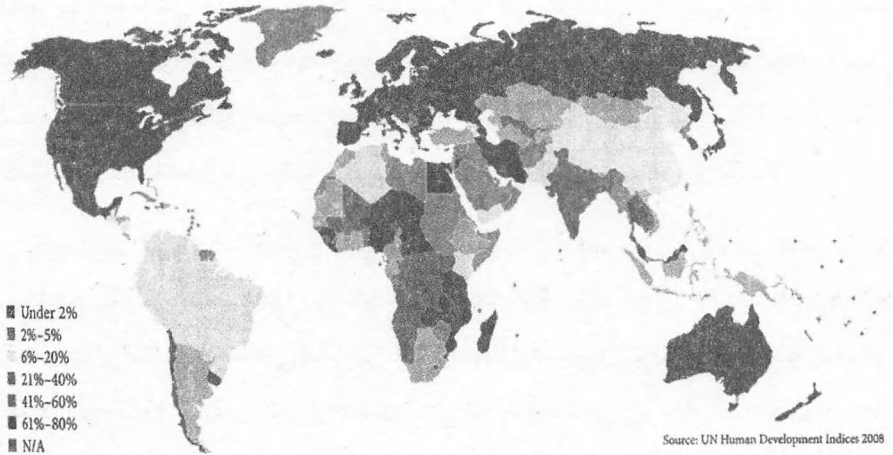 Under 2%
2%–5%
6%–20%
21%–40%
41%–60%
61%–80%
N/A
Source: UN Human Development Indices 2008